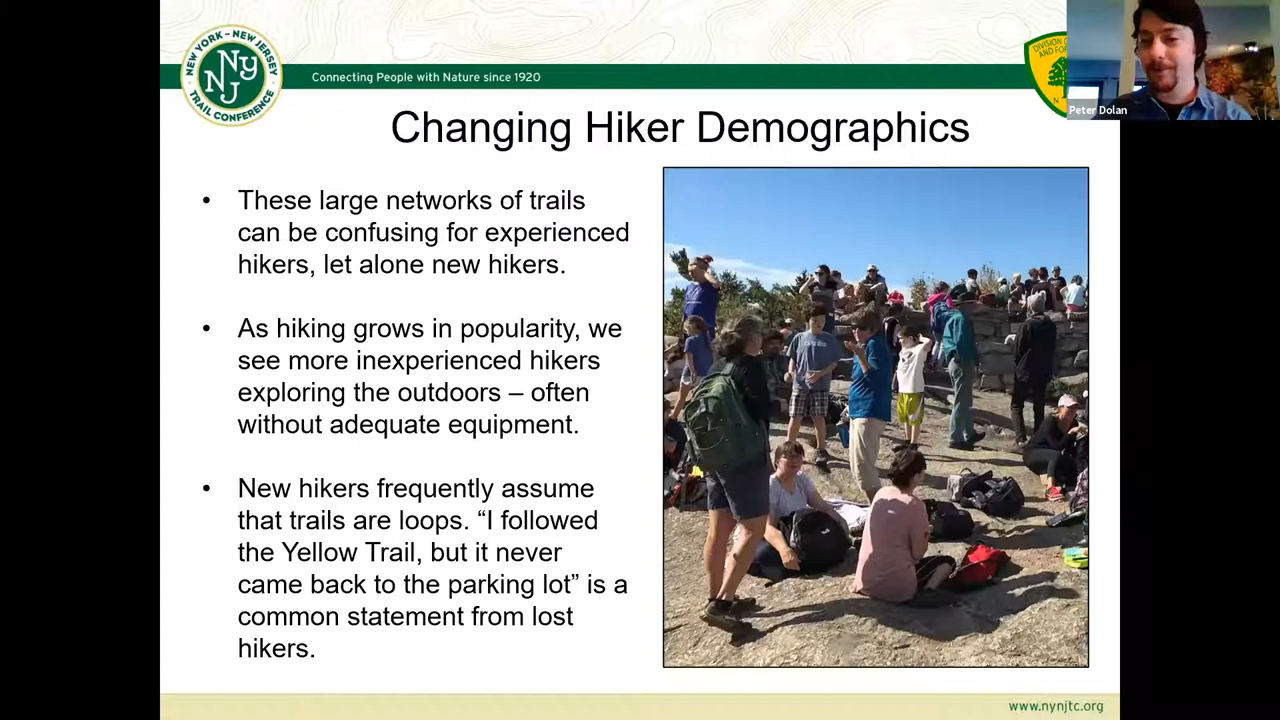 NEW YORK – NEW JERSEY
NY
NJ
TRAIL CONFERENCE
Connecting People with Nature since 1920
DIVISION
AND
Peter Dolan
Changing Hiker Demographics
• These large networks of trails
can be confusing for experienced
hikers, let alone new hikers.
• As hiking grows in popularity, we
see more inexperienced hikers
exploring the outdoors – often
without adequate equipment.
• New hikers frequently assume
that trails are loops. “I followed
the Yellow Trail, but it never
came back to the parking lot” is a
common statement from lost
hikers.
www.nynjtc.org